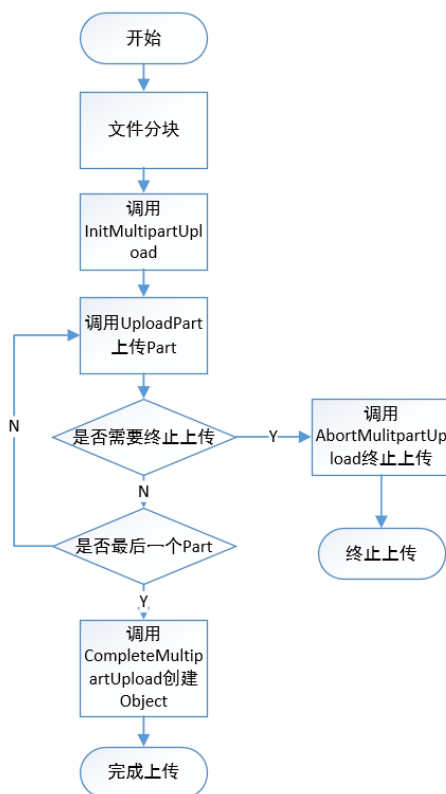 开始
文件分块
调用
InitMultipartUpl
oad
调用UploadPart
上传Part
N
是否需要终止上传
Y
调用
AbortMulitpartUp
load终止上传
N
是否最后一个Part
终止上传
Y
调用
CompleteMultip
artUpload创建
Object
完成上传